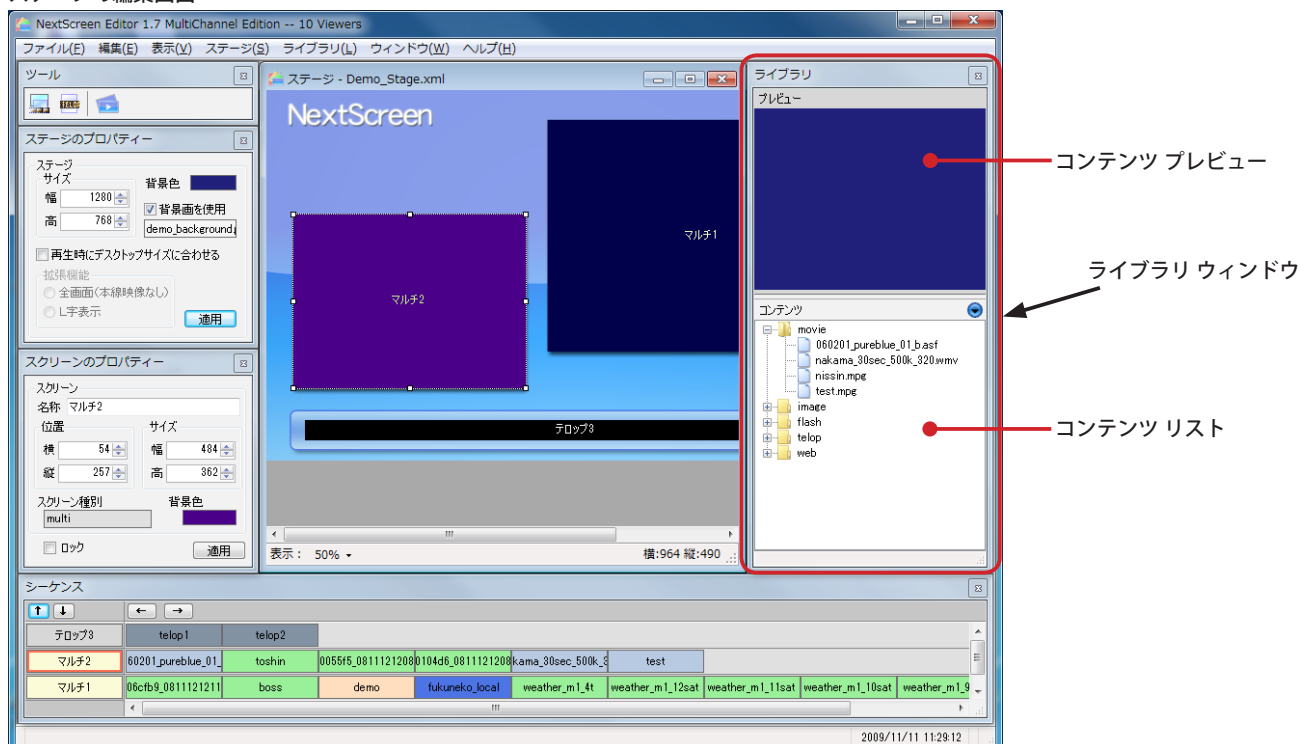 NextScreen Editor 1.7 MultiChannel Edition -- 10 Viewers
ファイル(F) 編集(E) 表示(V) ステージ(S) ライブラリ(L) ウィンドウ(W) ヘルプ(H)
ツール
ステージのプロパティー
ステージ
サイズ
幅 1280
高 768
背景色
背景画を使用
demo_background.
再生時にデスクトップサイズに合わせる
拡張機能
全画面(本線映像なし)
L字表示
適用
スクリーンのプロパティー
スクリーン
名称 マルチ2
位置 サイズ
横 54 幅 484
縦 257 高 362
スクリーン種別 背景色
multi
ロック 適用
ステージ - Demo_Stage.xml
NextScreen
マルチ1
マルチ2
テロップ3
表示: 50% 横:964 縦:490
ライブラリ
プレビュー
コンテンツ
movie
060201_pureblue_01_b.asf
nakama_30sec_500k_320.wmv
nissin.mpg
test.mpg
image
flash
telop
web
コンテンツ プレビュー
ライブラリ ウィンドウ
コンテンツ リスト
シーケンス
↑ ↓ ← →
テロップ3 telop1 telop2
マルチ2 60201_pureblue_01_ toshin 0055f5_0811121208 0104d6_0811121208 kama_30sec_500k_3 test
マルチ1 06cfb9_0811121211 boss demo fukuneko_local weather_m1_4t weather_m1_12sat weather_m1_11sat weather_m1_10sat weather_m1_9
2009/11/11 11:29:12